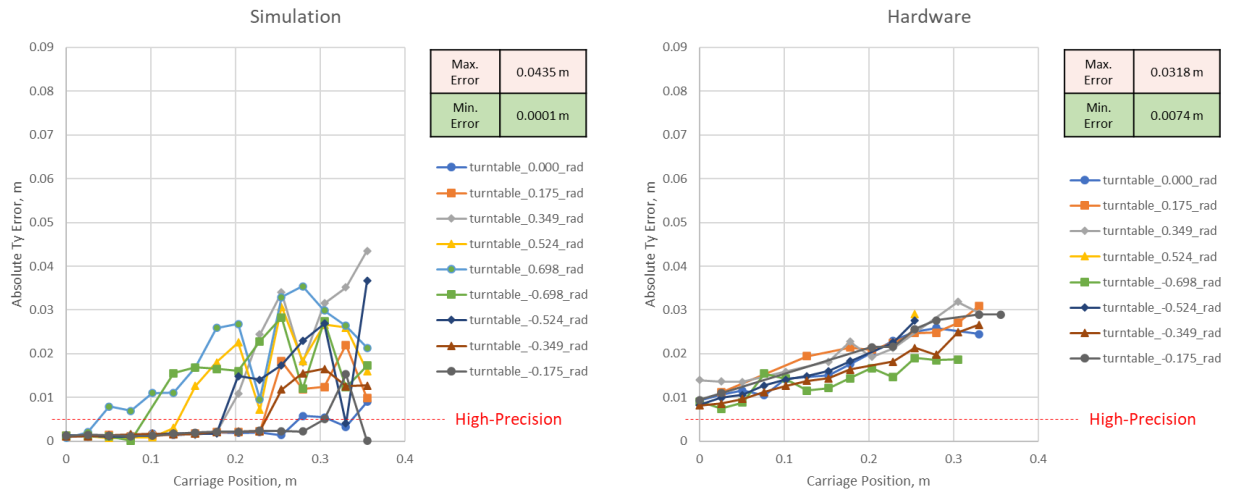 Simulation
0.09
0.08
0.07
0.06
0.05
0.04
0.03
0.02
0.01
0
Absolute Ty Error, m
0
0.1
0.2
0.3
0.4
Carriage Position, m
Max.
Error
0.0435 m
Min.
Error
0.0001 m
turntable_0.000_rad
turntable_0.175_rad
turntable_0.349_rad
turntable_0.524_rad
turntable_0.698_rad
turntable_-0.698_rad
turntable_-0.524_rad
turntable_-0.349_rad
turntable_-0.175_rad
High-Precision
Hardware
0.09
0.08
0.07
0.06
0.05
0.04
0.03
0.02
0.01
0
Absolute Ty Error, m
0
0.1
0.2
0.3
0.4
Carriage Position, m
Max.
Error
0.0318 m
Min.
Error
0.0074 m
turntable_0.000_rad
turntable_0.175_rad
turntable_0.349_rad
turntable_0.524_rad
turntable_-0.698_rad
turntable_-0.524_rad
turntable_-0.349_rad
turntable_-0.175_rad
High-Precision